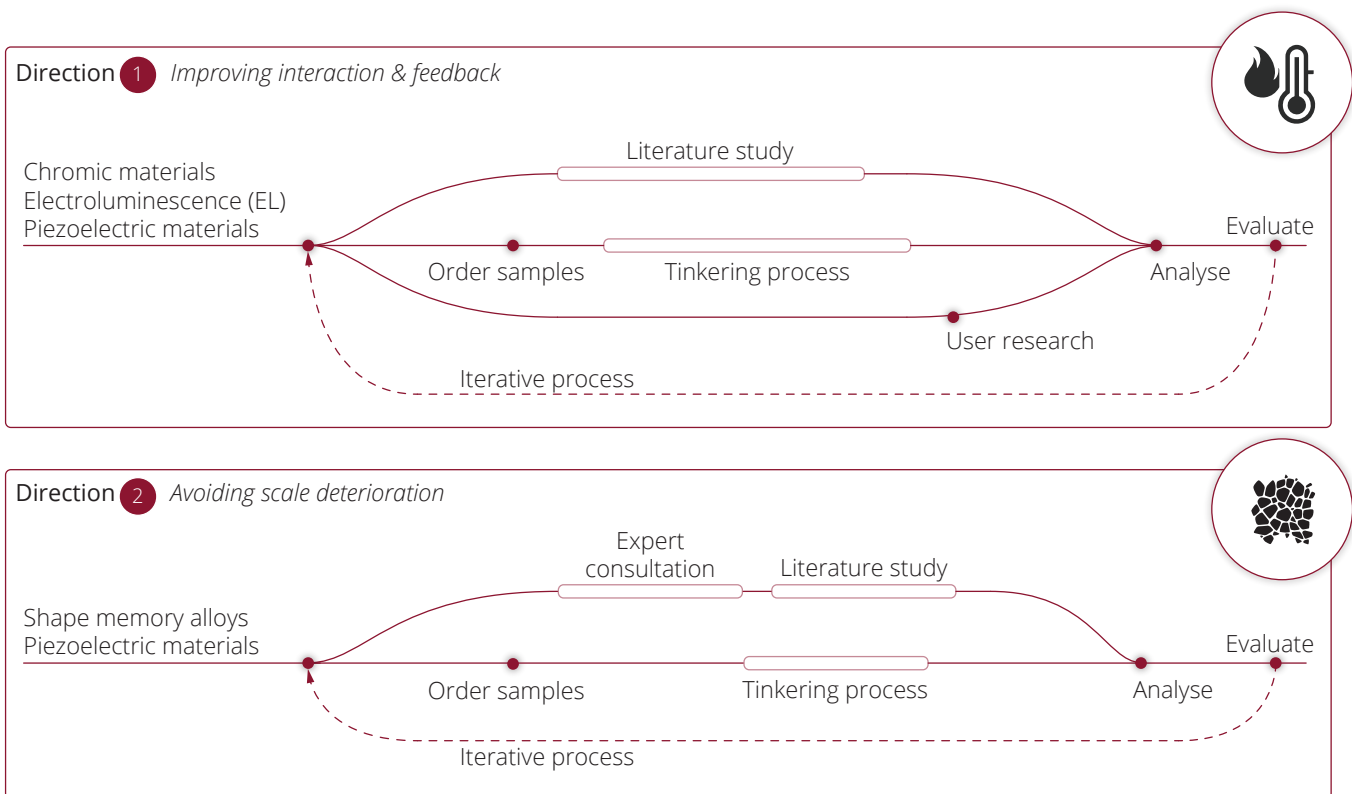 Direction 1 Improving interaction & feedback
Literature study
Chromic materials
Electroluminescence (EL)
Piezoelectric materials
Evaluate
Order samples
Tinkering process
Analyse
User research
Iterative process
Direction 2 Avoiding scale deterioration
Expert
consultation
Literature study
Shape memory alloys
Piezoelectric materials
Evaluate
Order samples
Tinkering process
Analyse
Iterative process